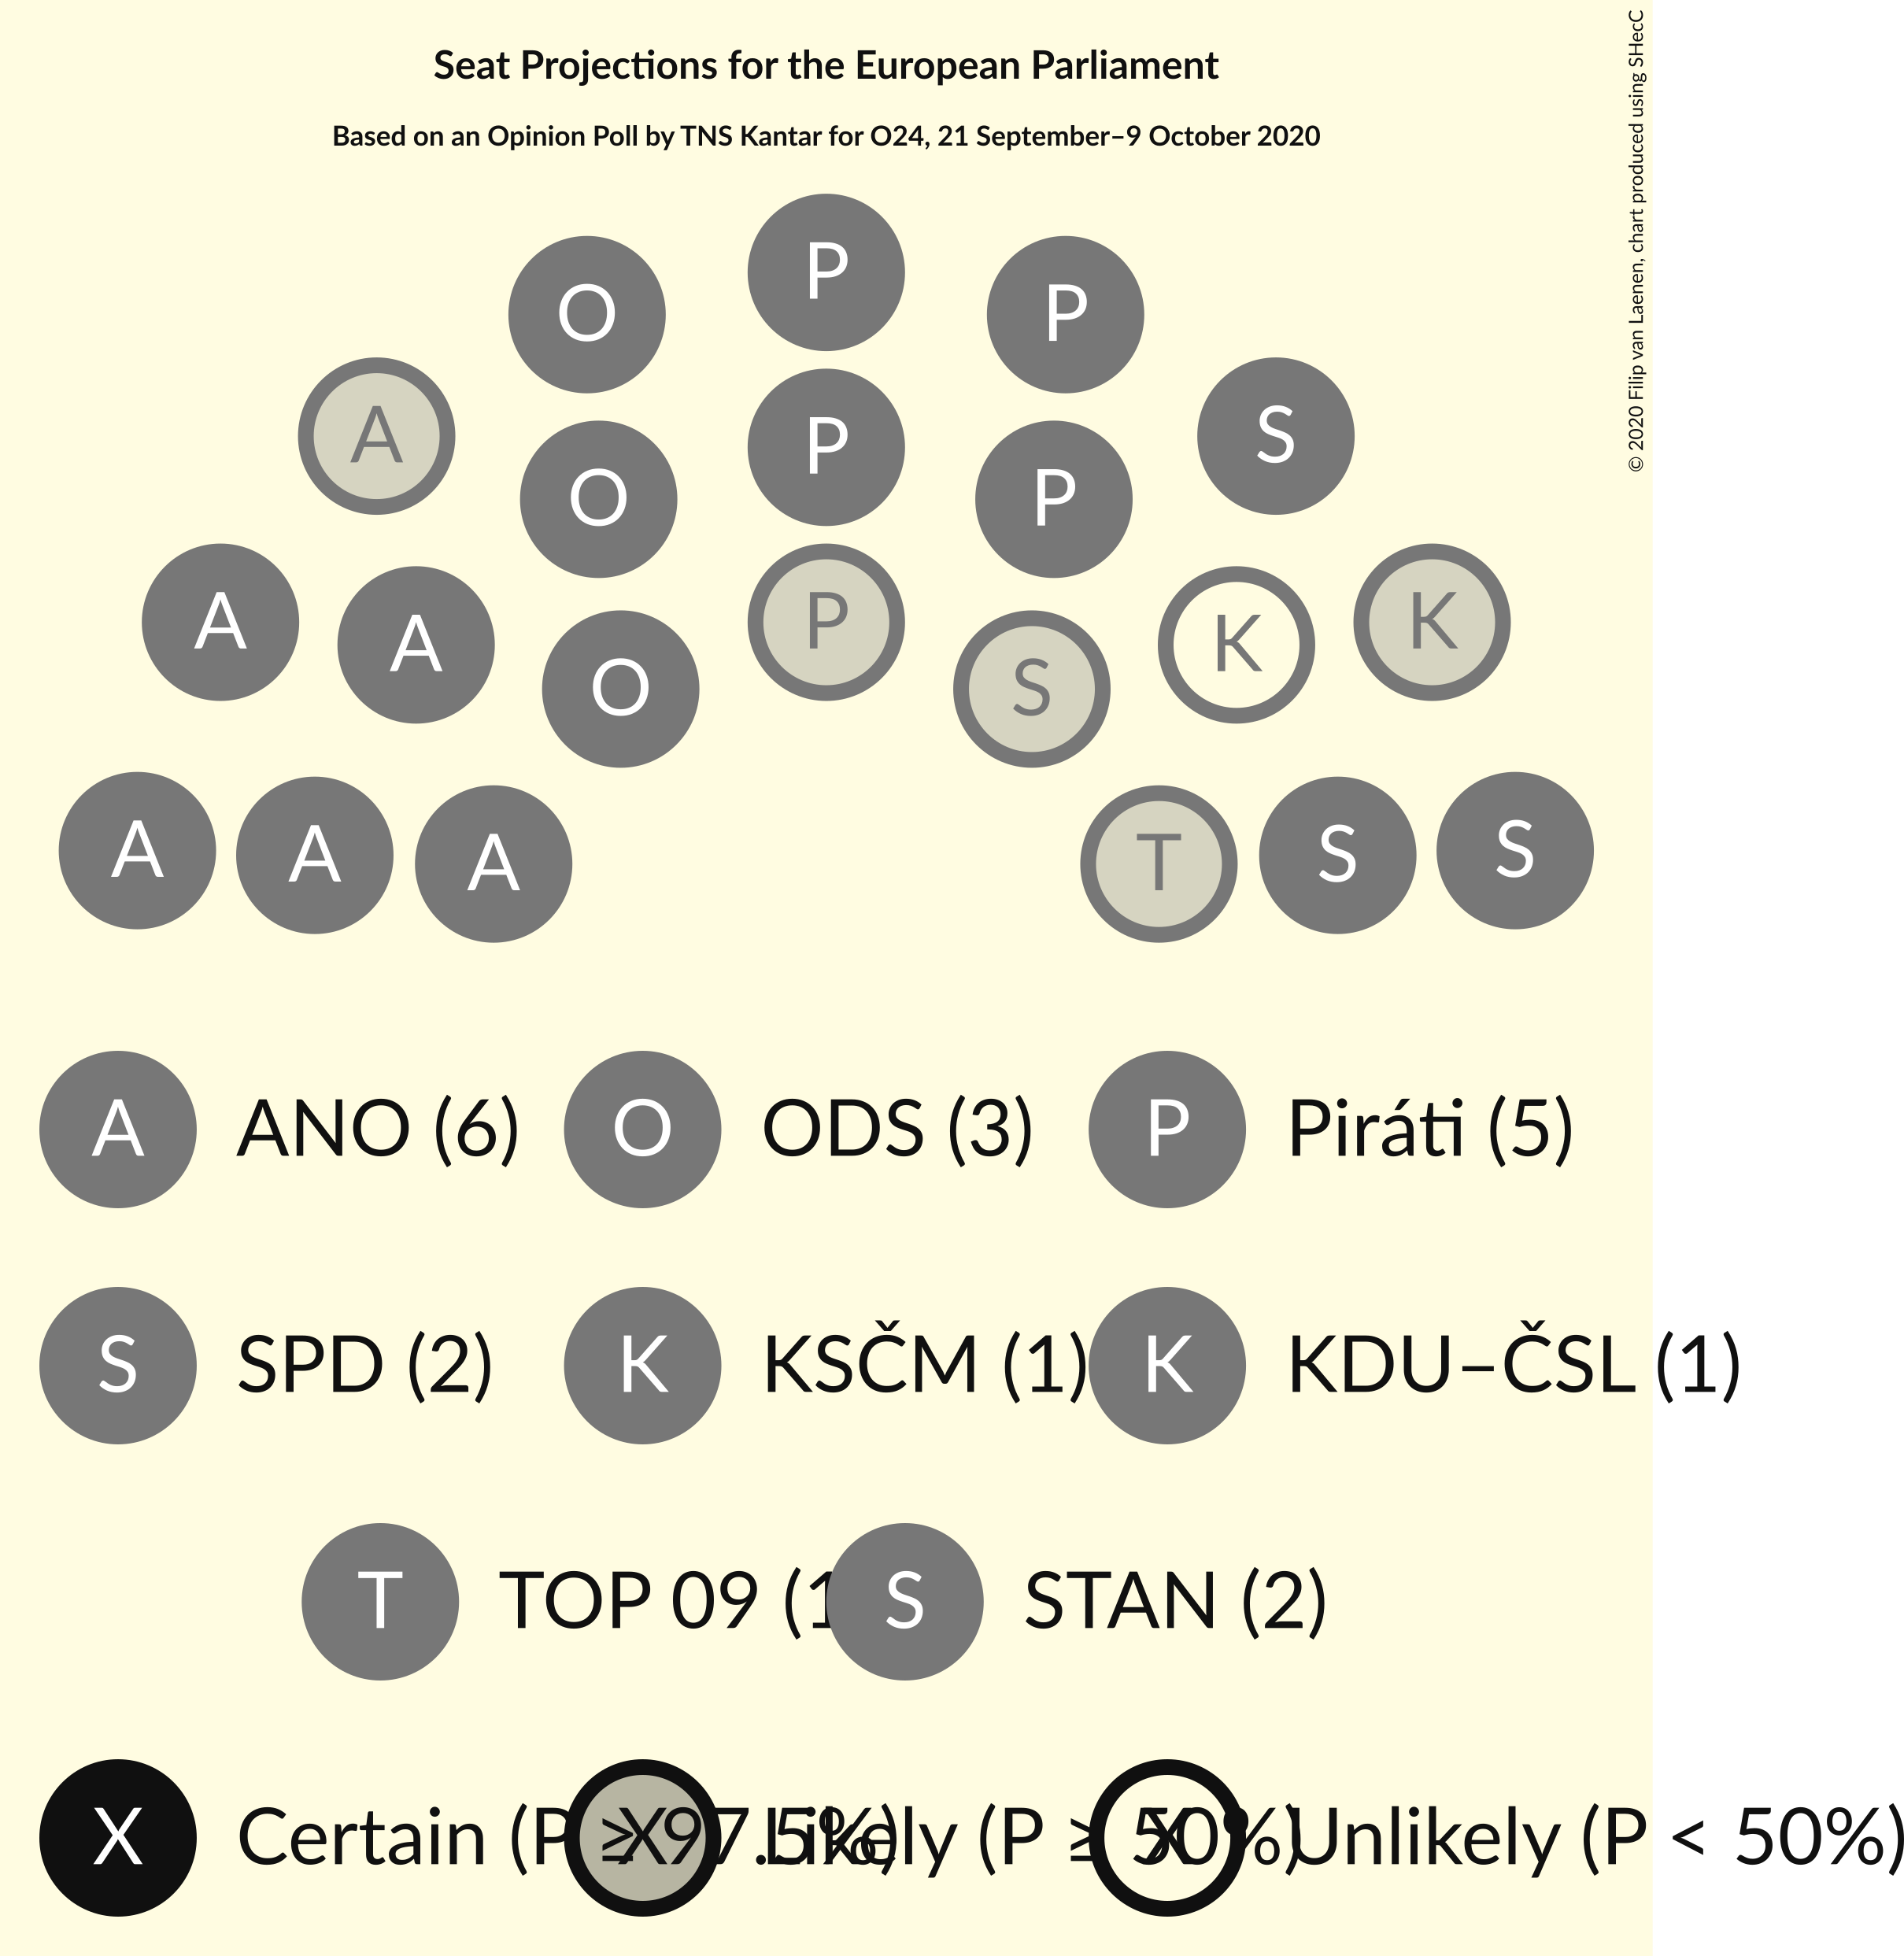 Seat Projections for the European Parliament
Based on an Opinion Poll by TNS Kantar for O24, 21 September–9 October 2020
© 2020 Filip van Laenen, chart produced using SHecC
P
O P
A P S
O P
A P K
A K
O S
A S
A S
A T
A ANO (6) O ODS (3) P Piráti (5)
S SPD (2) K KSČM (1) K KDU–ČSL (1)
T TOP 09 (1 S STAN (2)
X Certain (P ≥ 97.5%) X Likely (P ≥ 50%) X Unlikely (P < 50%)